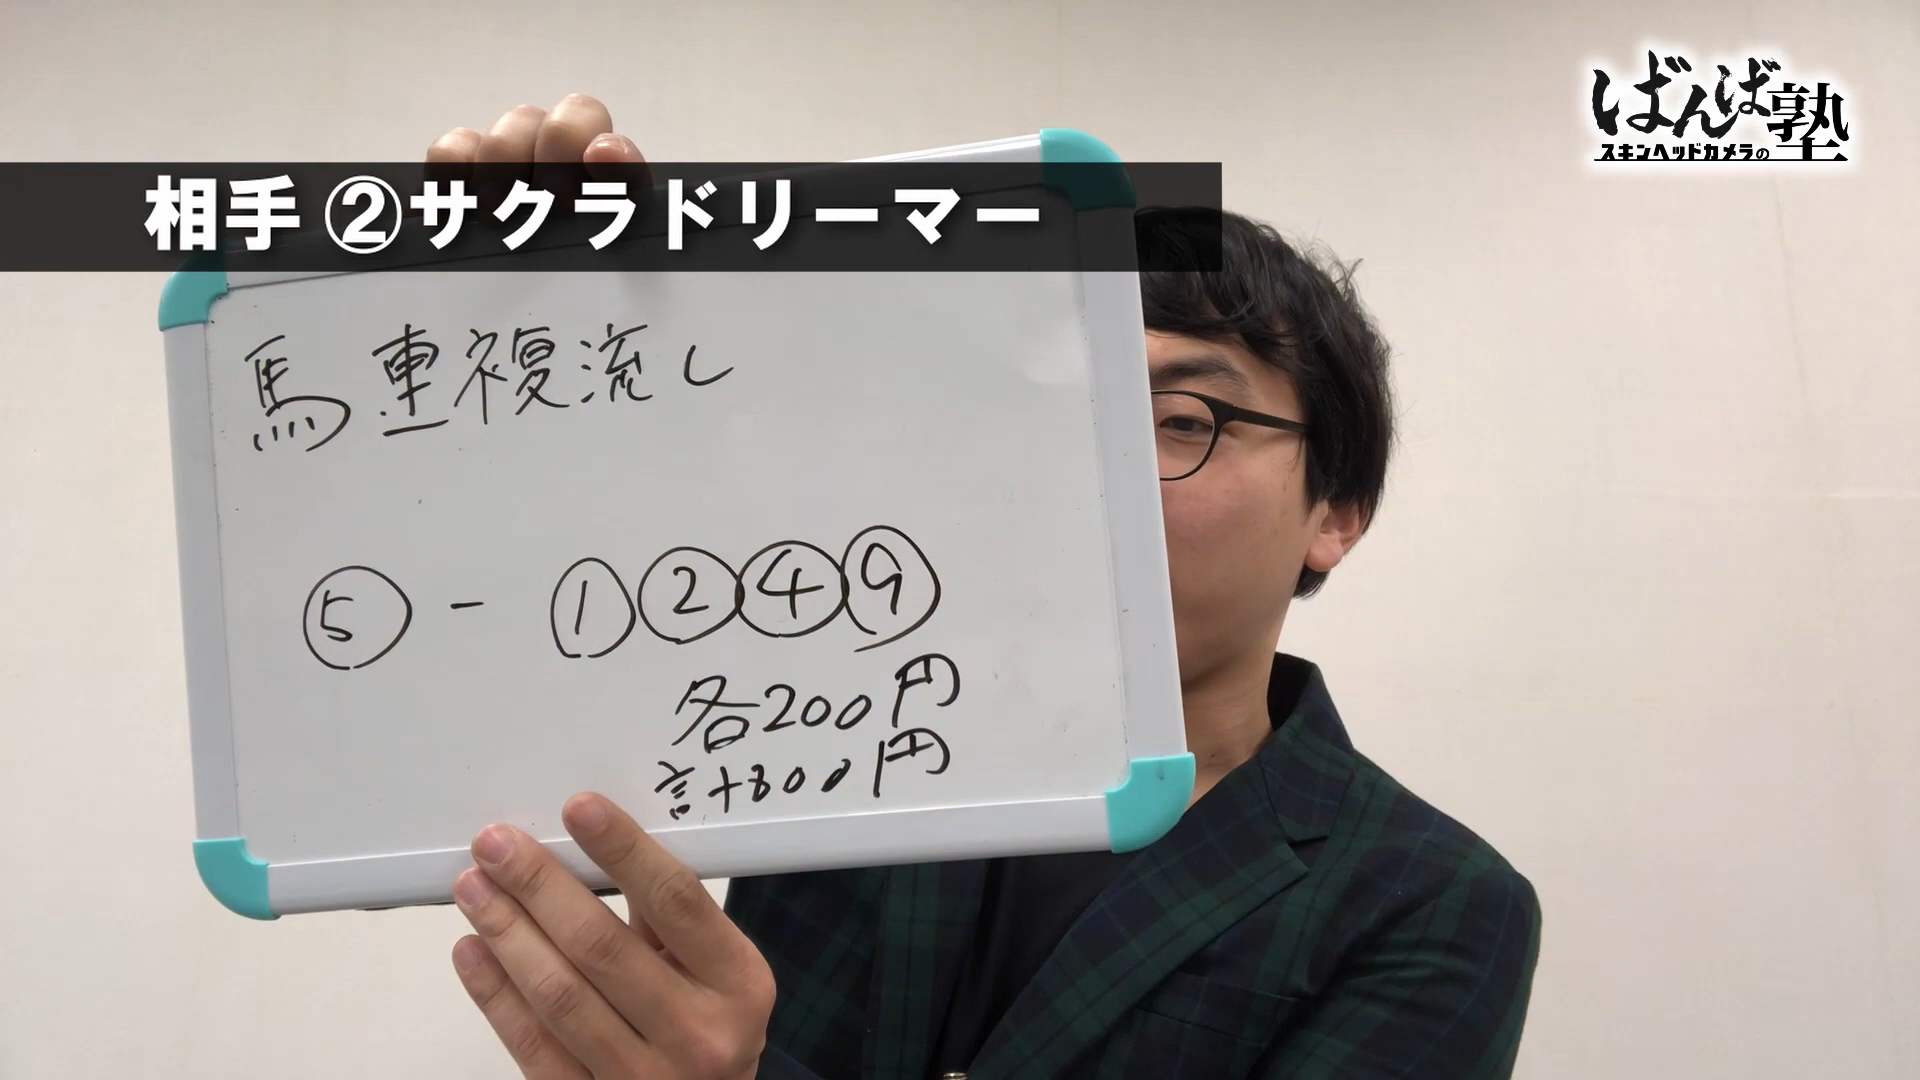 ばんば塾
スキンヘッドカメラの
相手 ②サクラドリーマー
馬連複流し
⑤ - ①②④⑨
各200円
計800円